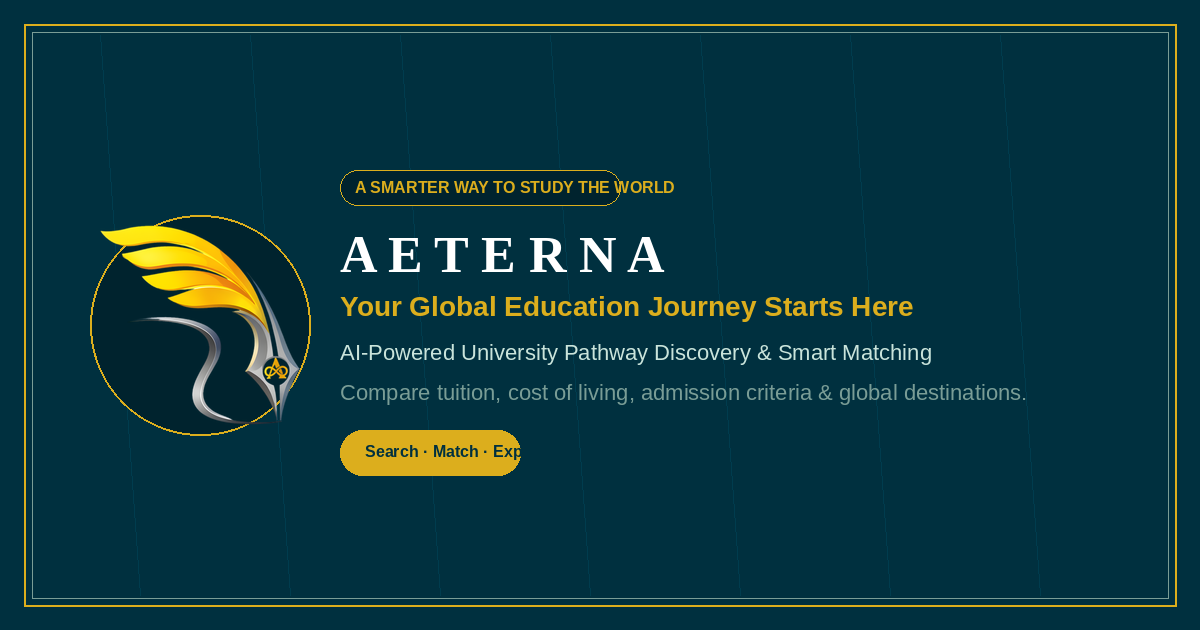 A SMARTER WAY TO STUDY THE WORLD
AETERNA
Your Global Education Journey Starts Here
AI-Powered University Pathway Discovery & Smart Matching
Compare tuition, cost of living, admission criteria & global destinations.
Search · Match · Exp